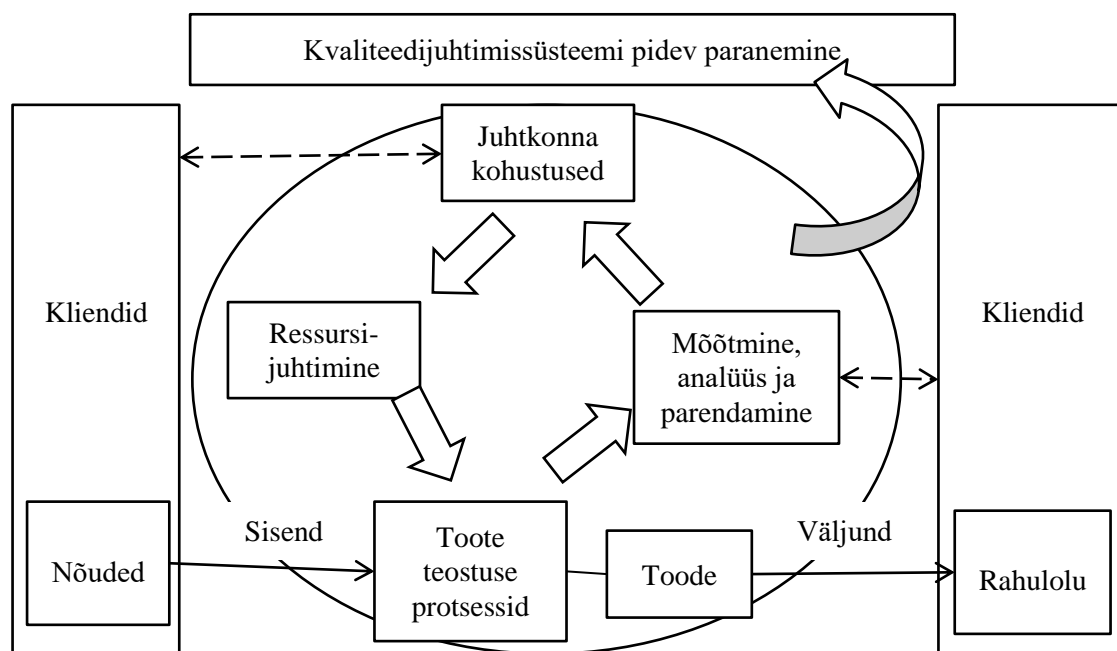 Kvaliteedijuhtimissüsteemi pidev paranemine
Juhtkonna
kohustused
Kliendid
Ressursi-
juhtimine
Mõõtmine,
analüüs ja
parendamine
Kliendid
Nõuded
Sisend
Toote
teostuse
protsessid
Toode
Väljund
Rahulolu